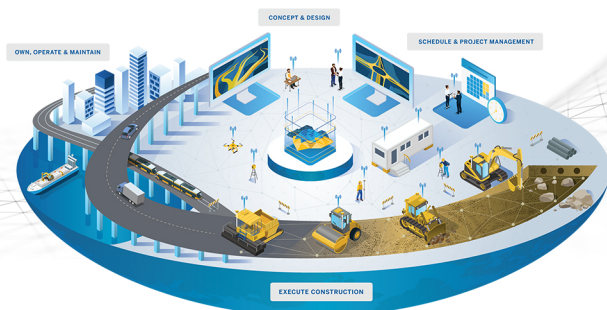 CONCEPT & DESIGN
SCHEDULE & PROJECT MANAGEMENT
OWN, OPERATE & MAINTAIN
EXECUTE CONSTRUCTION